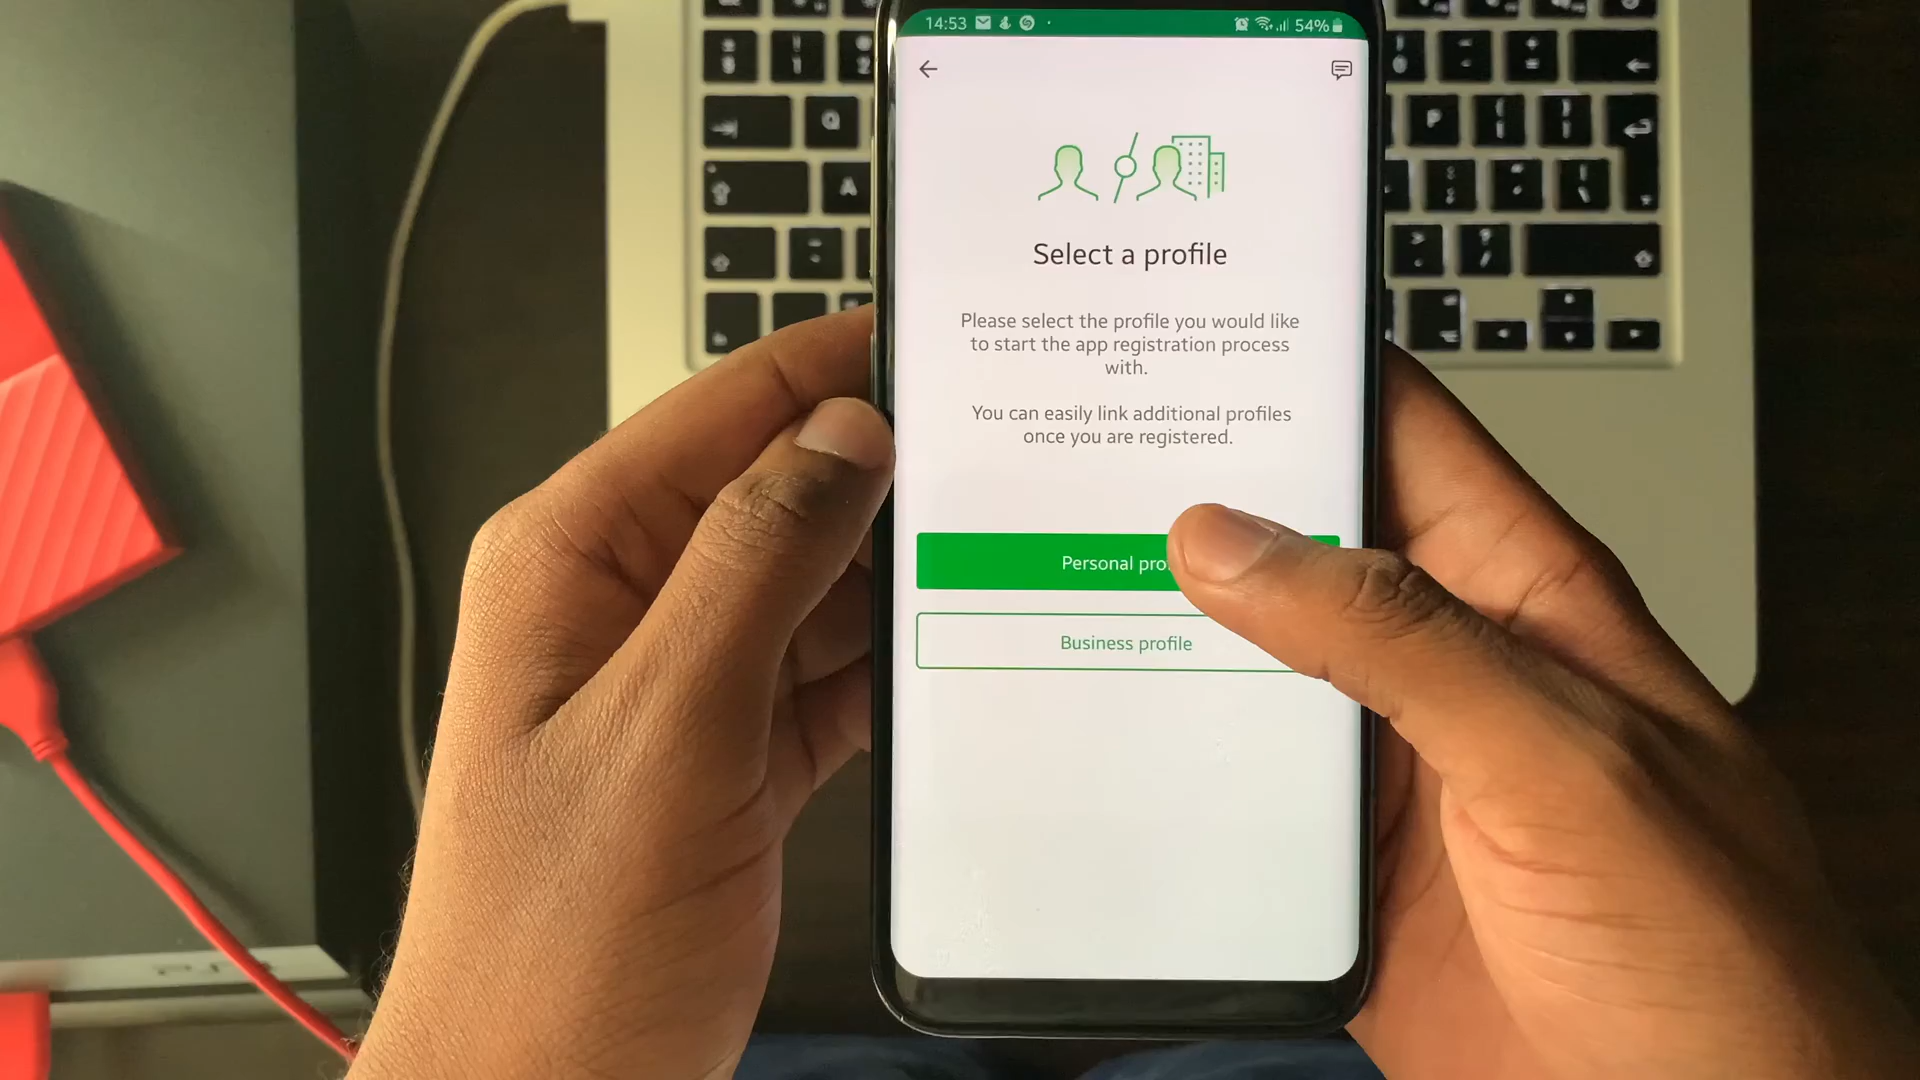 14:53
54%
Select a profile
Please select the profile you would like
to start the app registration process
with.
You can easily link additional profiles
once you are registered.
Personal pro
Business profile
Q
A
P